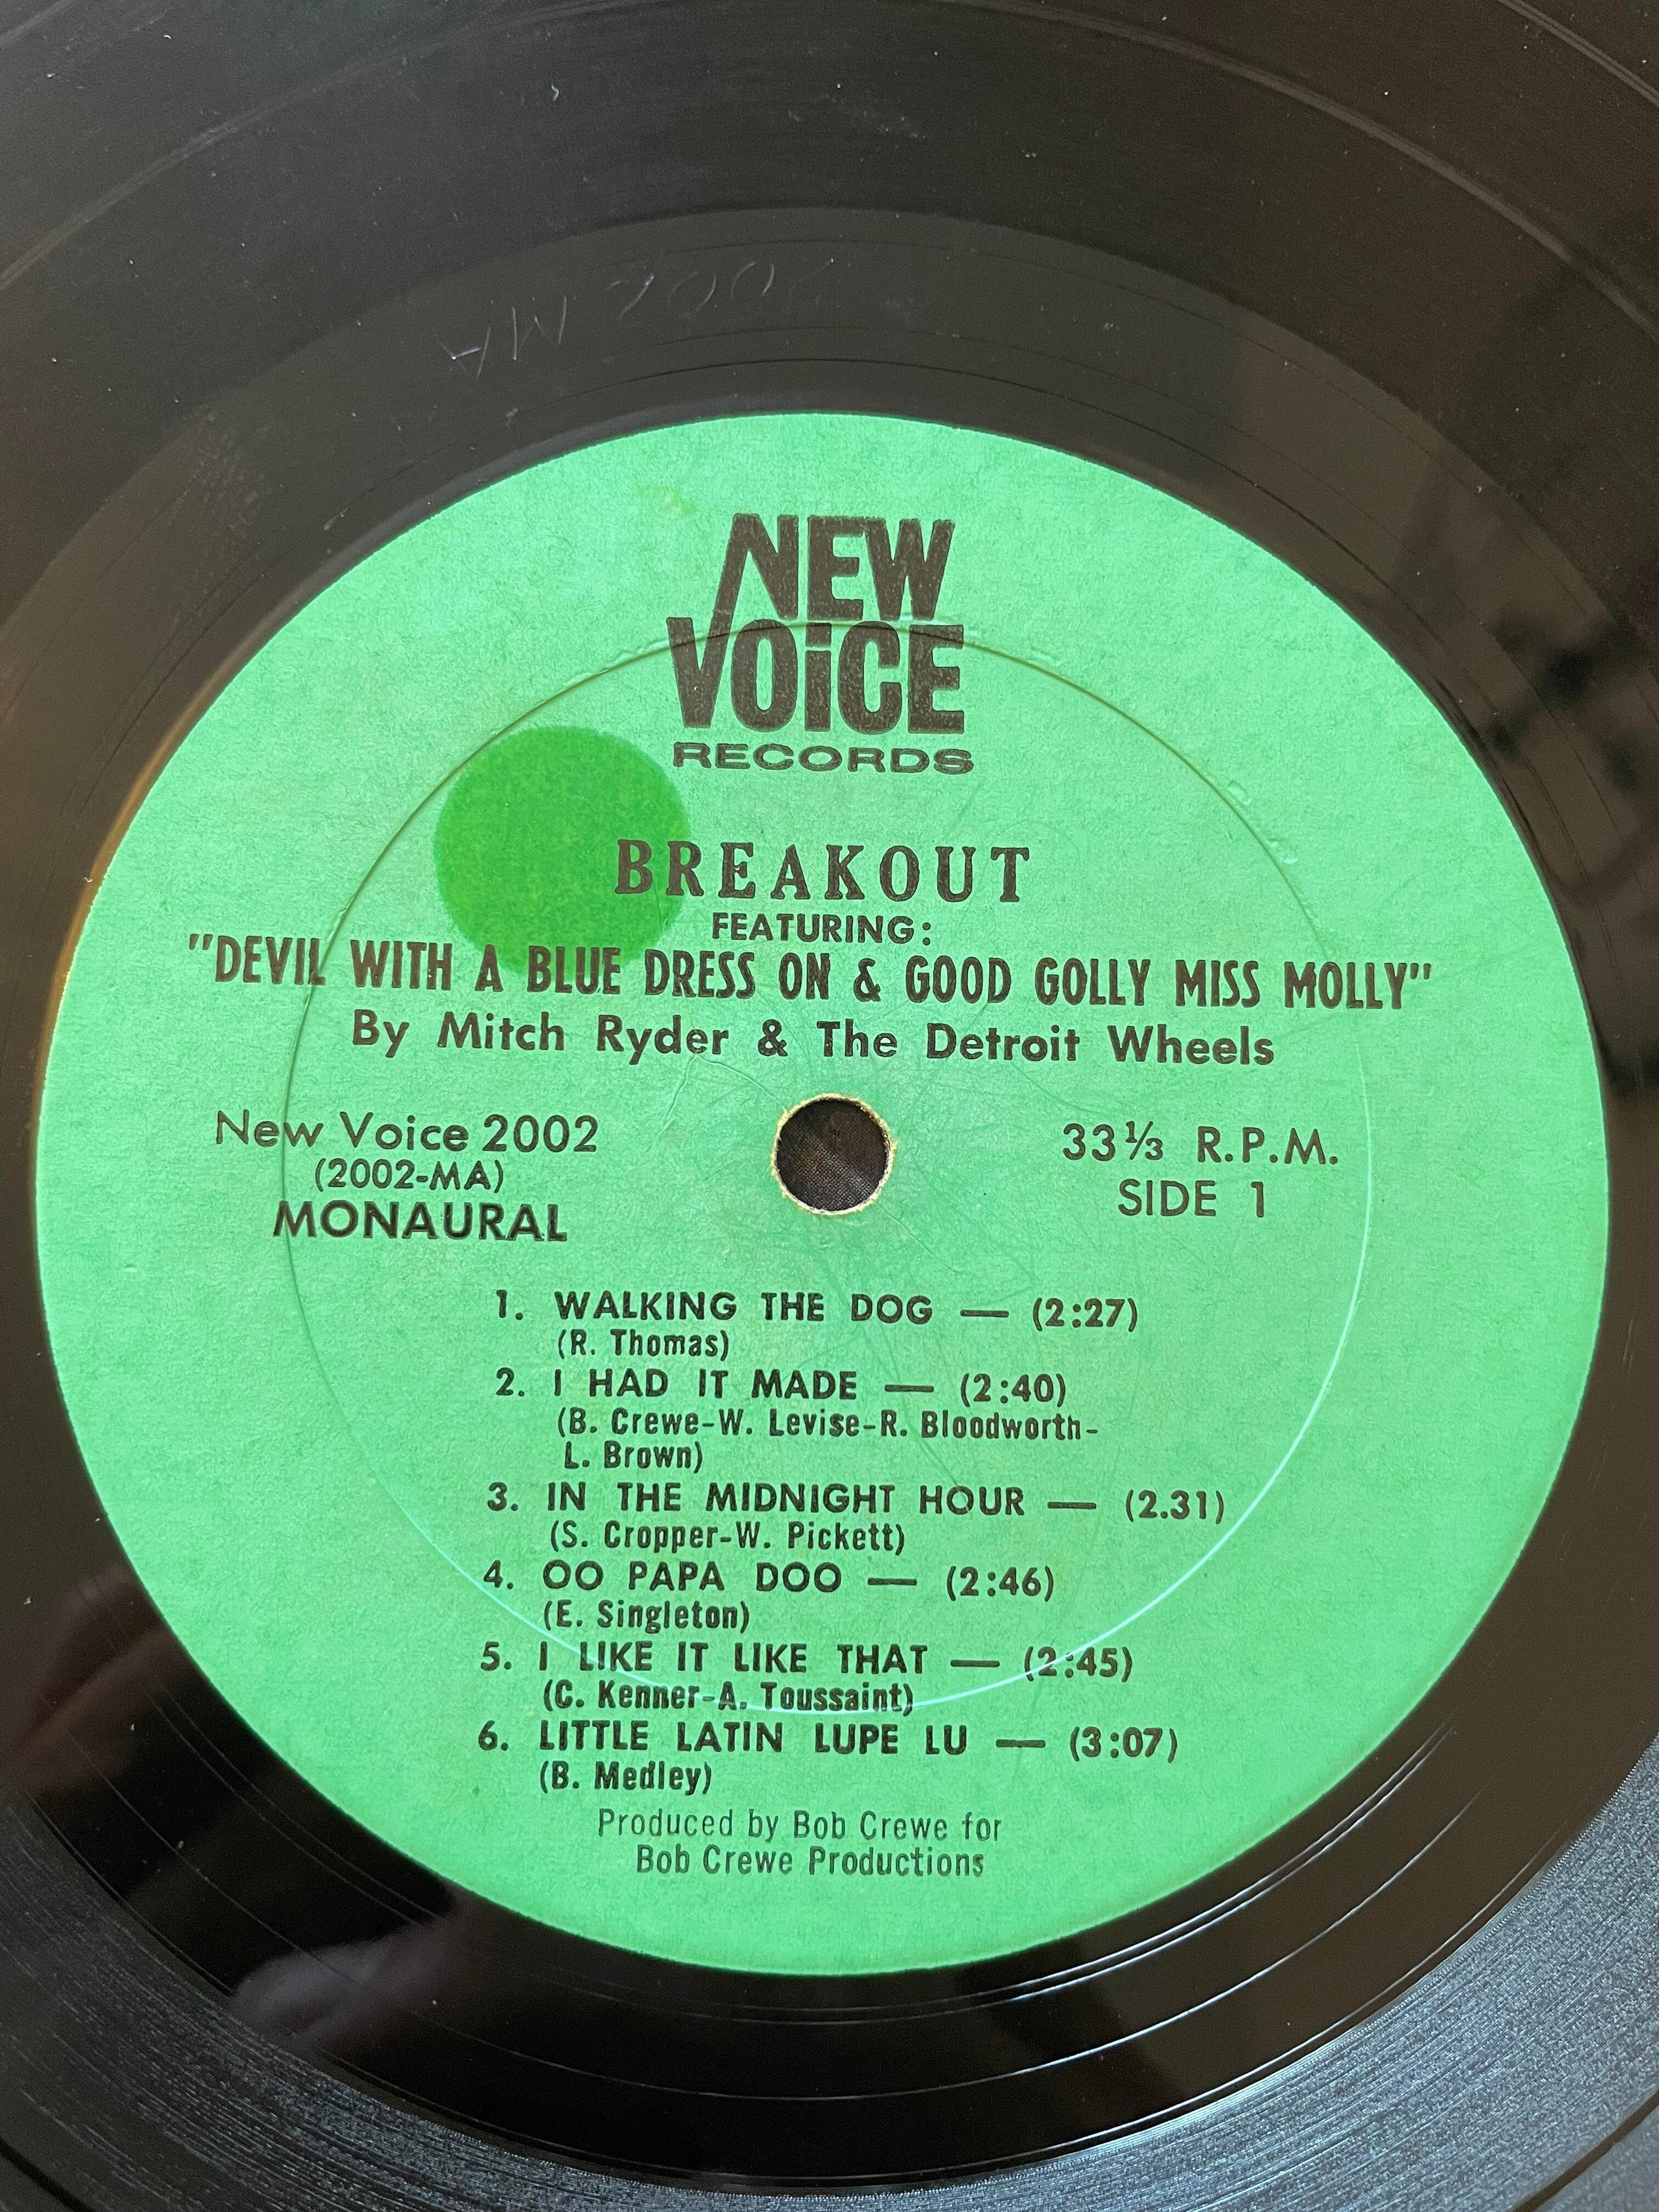 2002 MA
NEW
VOiCE
RECORDS
BREAKOUT
FEATURING:
"DEVIL WITH A BLUE DRESS ON & GOOD GOLLY MISS MOLLY"
By Mitch Ryder & The Detroit Wheels
New Voice 2002
(2002-MA)
MONAURAL
33⅓ R.P.M.
SIDE 1
1. WALKING THE DOG — (2:27)
(R. Thomas)
2. I HAD IT MADE — (2:40)
(B. Crewe-W. Levise-R. Bloodworth-
L. Brown)
3. IN THE MIDNIGHT HOUR — (2.31)
(S. Cropper-W. Pickett)
4. OO PAPA DOO — (2:46)
(E. Singleton)
5. I LIKE IT LIKE THAT — (2:45)
(C. Kenner-A. Toussaint)
6. LITTLE LATIN LUPE LU — (3:07)
(B. Medley)
Produced by Bob Crewe for
Bob Crewe Productions